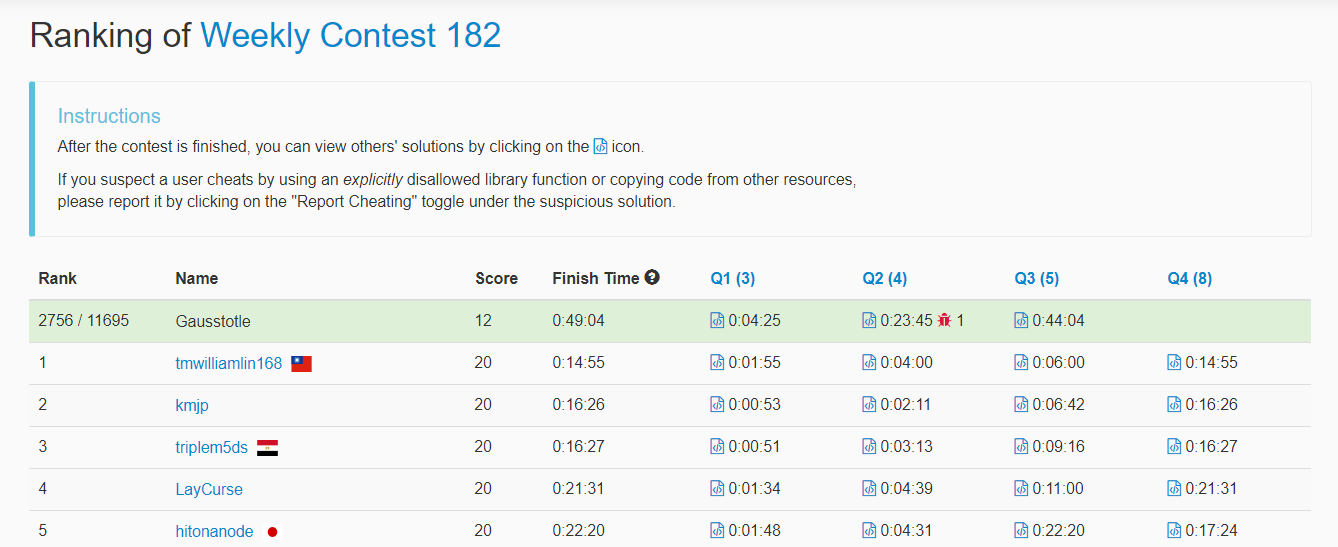 Ranking of Weekly Contest 182
Instructions
After the contest is finished, you can view others' solutions by clicking on the icon.
If you suspect a user cheats by using an explicitly disallowed library function or copying code from other resources,
please report it by clicking on the "Report Cheating" toggle under the suspicious solution.
Rank Name Score Finish Time Q1 (3) Q2 (4) Q3 (5) Q4 (8)
2756 / 11695 Gausstotle 12 0:49:04 0:04:25 0:23:45 1 0:44:04
1 tmwilliamlin168 20 0:14:55 0:01:55 0:04:00 0:06:00 0:14:55
2 kmjp 20 0:16:26 0:00:53 0:02:11 0:06:42 0:16:26
3 triplem5ds 20 0:16:27 0:00:51 0:03:13 0:09:16 0:16:27
4 LayCurse 20 0:21:31 0:01:34 0:04:39 0:11:00 0:21:31
5 hitonanode 20 0:22:20 0:01:48 0:04:31 0:22:20 0:17:24